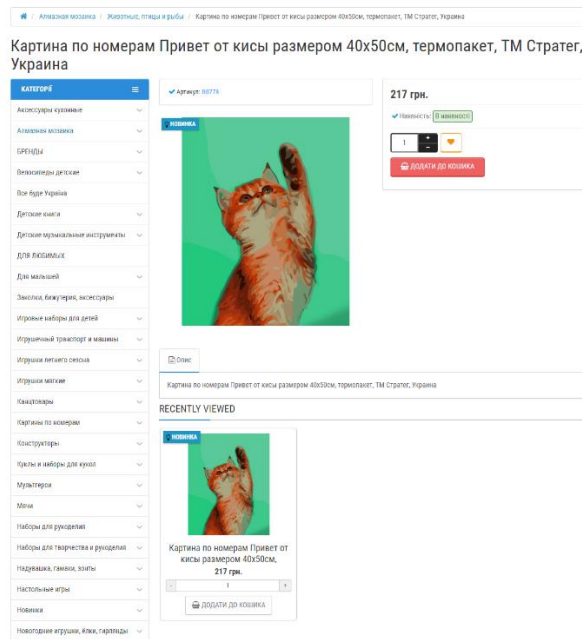 Алмазная мозаика / Животные, птицы и рыбы / Картина по номерам Привет от кисы размером 40х50см, термопакет, ТМ Стратег, Украина
Картина по номерам Привет от кисы размером 40х50см, термопакет, ТМ Стратег,
Украина
КАТЕГОРІЇ
Аксессуары кухонные
Алмазная мозаика
БРЕНДЫ
Велосипеды детские
Все буде Україна
Детские книги
Детские музыкальные инструменты
ДЛЯ ЛЮБИМЫХ
Для малышей
Заколки, бижутерия, аксессуары
Игровые наборы для детей
Игрушечный транспорт и машины
Игрушки летнего сезона
Игрушки мягкие
Канцтовары
Картины по номерам
Конструкторы
Куклы и наборы для кукол
Мультгерои
Мячи
Наборы для рукоделия
Наборы для творчества и рукоделия
Надувашка, гамаки, зонты
Настольные игры
Новинки
Новогодние игрушки, ёлки, гирлянды
Артикул:
НОВИНКА
217 грн.
Наявність: В наявності
1
+
-
ДОДАТИ ДО КОШИКА
Опис
Картина по номерам Привет от кисы размером 40х50см, термопакет, ТМ Стратег, Украина
RECENTLY VIEWED
НОВИНКА
Картина по номерам Привет от
кисы размером 40х50см,
217 грн.
- 1 +
ДОДАТИ ДО КОШИКА